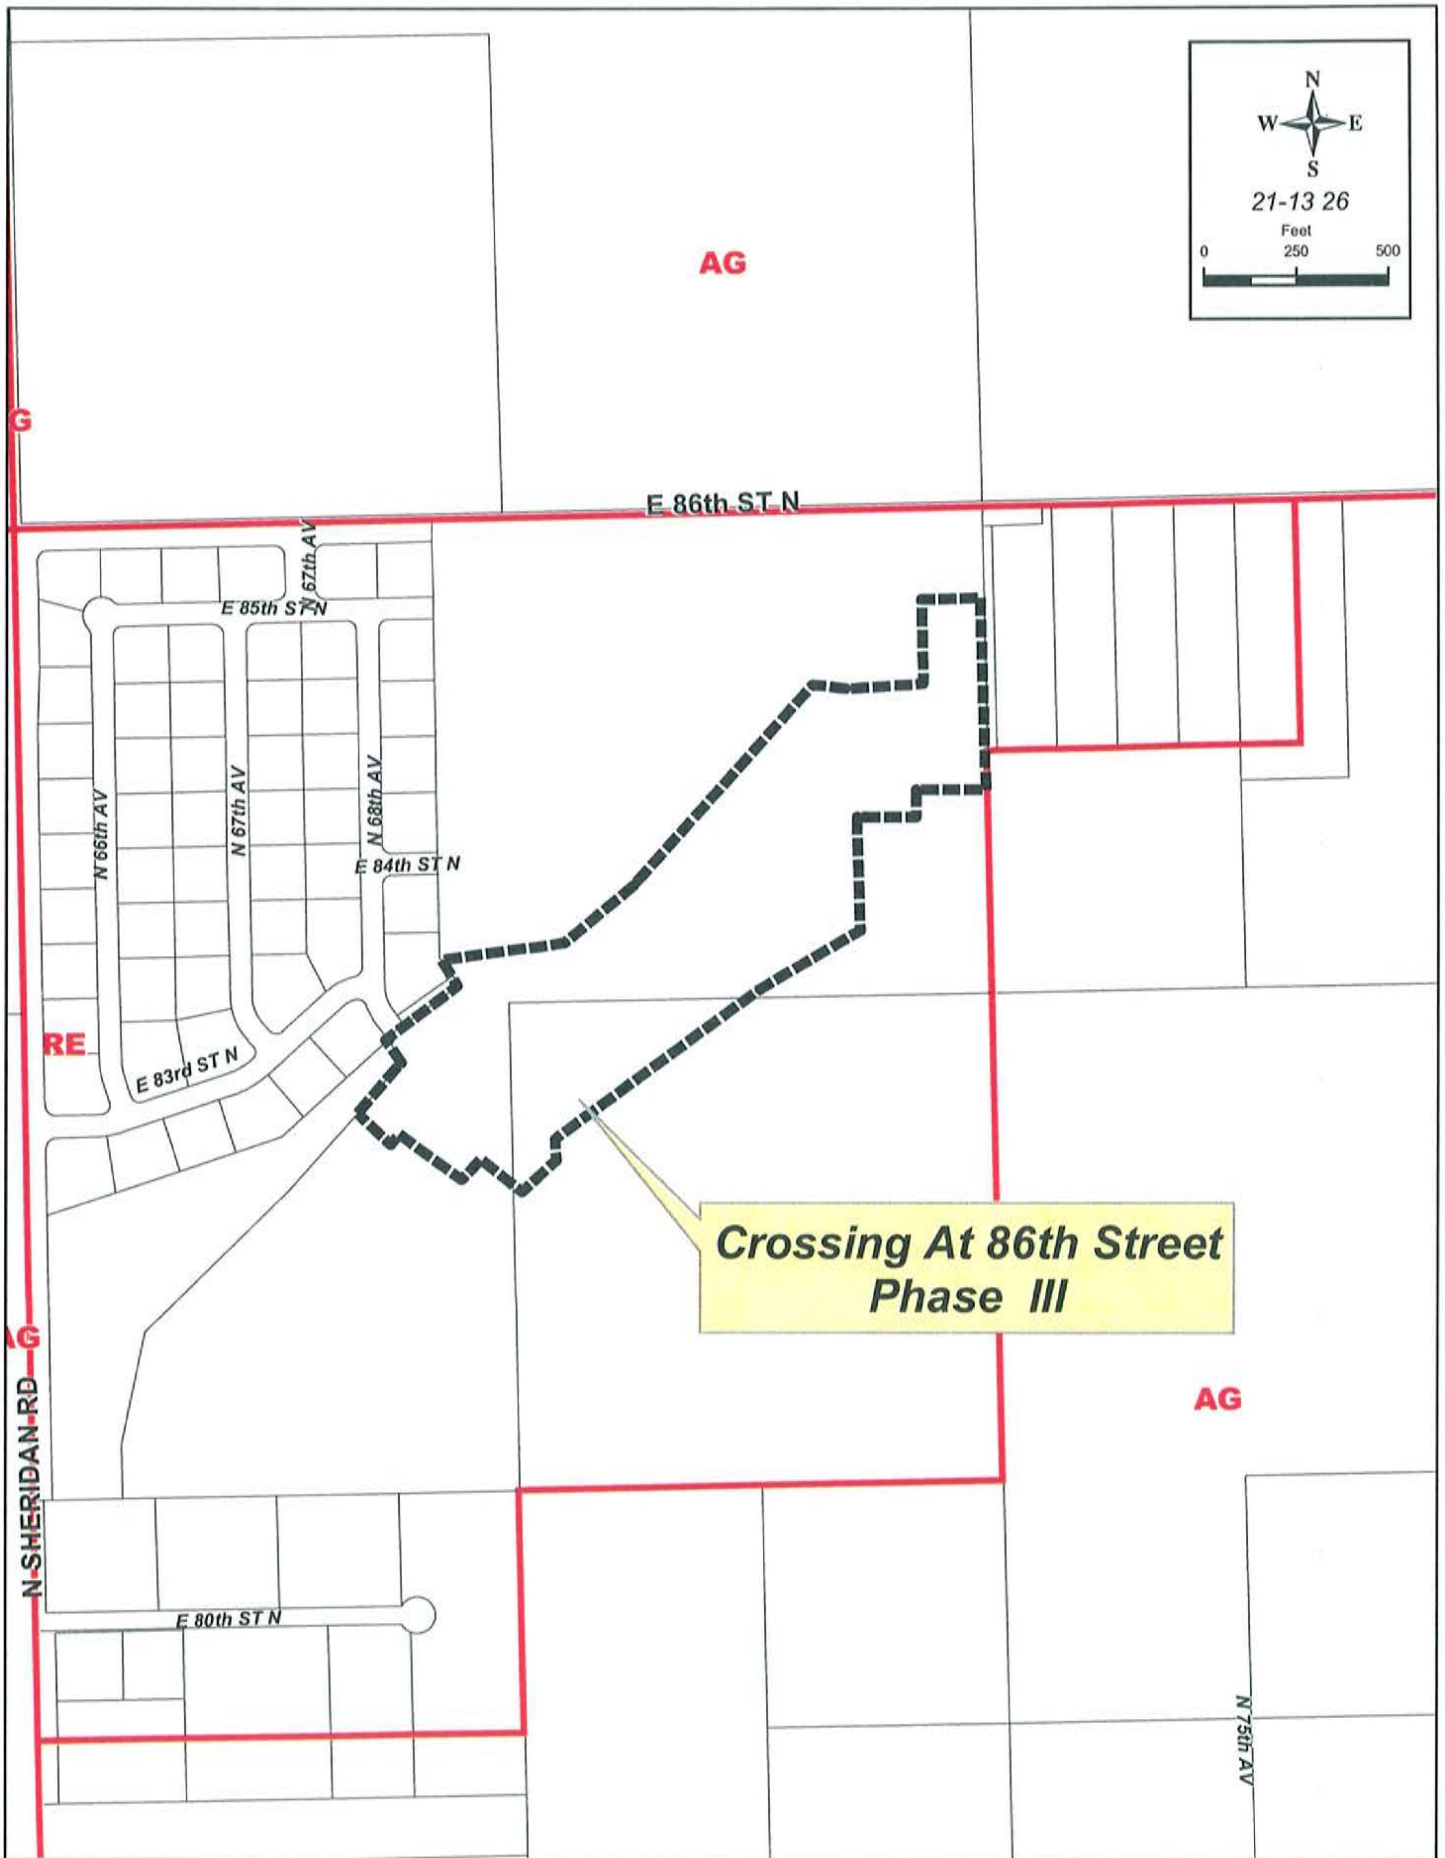 N
W E
S
21-13 26
Feet
0 250 500
AG
G
E 86th ST N
N 67th AV
E 85th ST N
N 66th AV
N 67th AV
N 68th AV
E 84th ST N
RE
E 83rd ST N
Crossing At 86th Street
Phase III
AG
AG
N SHERIDAN RD
E 80th ST N
N 75th AV